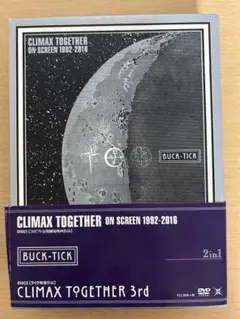 CLIMAX TOGETHER
ON SCREEN 1992-2016
BUCK-TICK
CLIMAX TOGETHER ON SCREEN 1992-2016
BUCK-TICK
2in1
CLIMAX TOGETHER 3rd
DVD